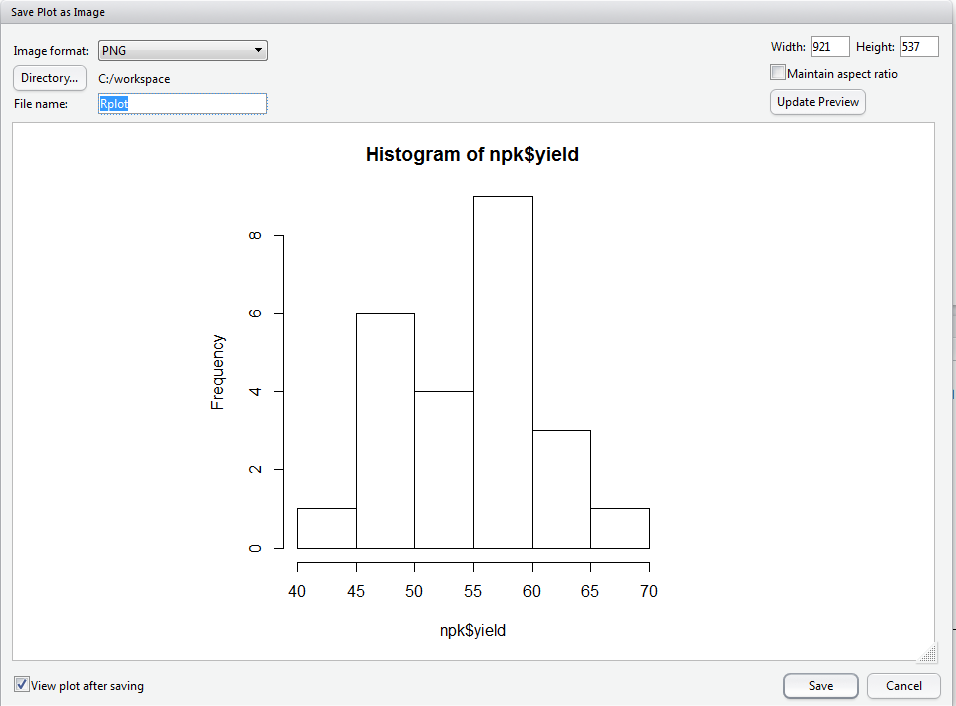 Save Plot as Image
Image format: PNG
Width: 921 Height: 537
Directory... C:/workspace
Maintain aspect ratio
File name: Rplot
Update Preview
Histogram of npk$yield
Frequency
8
6
4
2
0
40 45 50 55 60 65 70
npk$yield
View plot after saving
Save Cancel